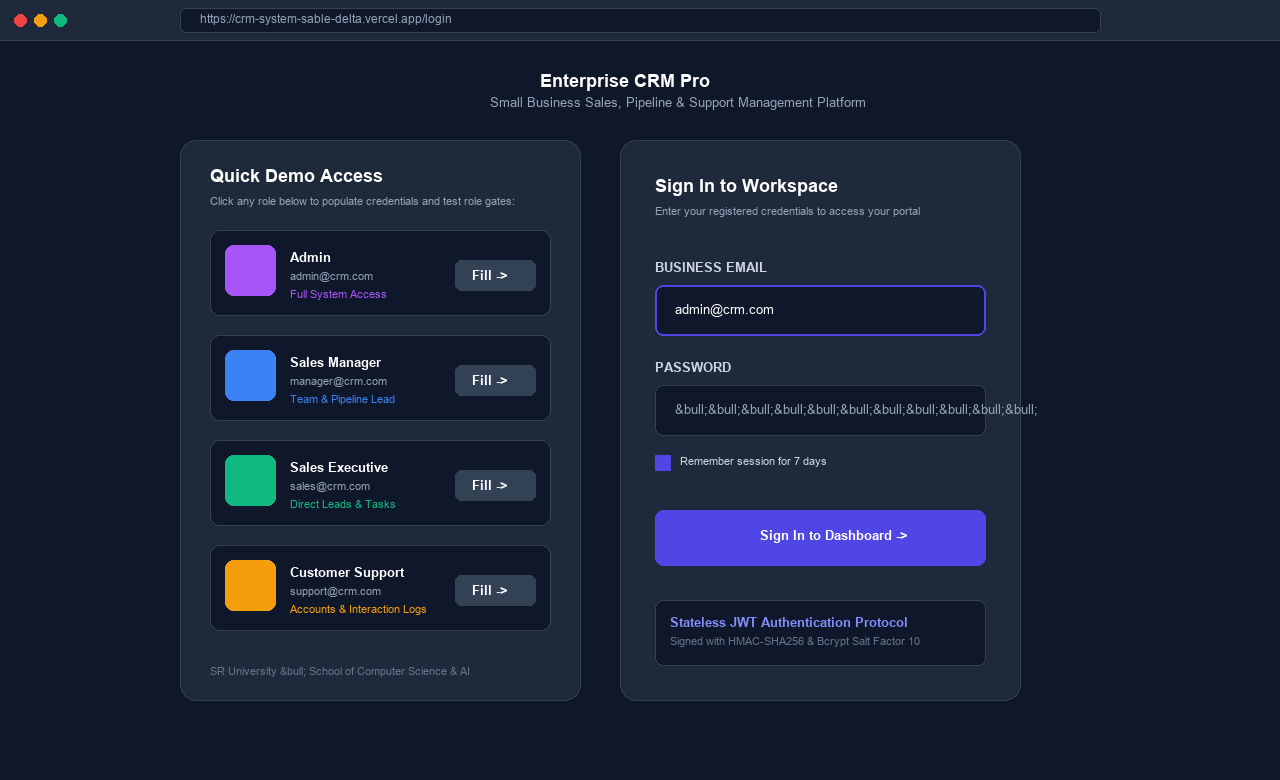 https://crm-system-sable-delta.vercel.app/login
Enterprise CRM Pro
Small Business Sales, Pipeline & Support Management Platform
Quick Demo Access
Click any role below to populate credentials and test role gates:
Admin
admin@crm.com
Full System Access
Fill ->
Sales Manager
manager@crm.com
Team & Pipeline Lead
Fill ->
Sales Executive
sales@crm.com
Direct Leads & Tasks
Fill ->
Customer Support
support@crm.com
Accounts & Interaction Logs
Fill ->
SR University &bull; School of Computer Science & AI
Sign In to Workspace
Enter your registered credentials to access your portal
BUSINESS EMAIL
admin@crm.com
PASSWORD
&bull;&bull;&bull;&bull;&bull;&bull;&bull;&bull;&bull;&bull;&bull;
Remember session for 7 days
Sign In to Dashboard ->
Stateless JWT Authentication Protocol
Signed with HMAC-SHA256 & Bcrypt Salt Factor 10